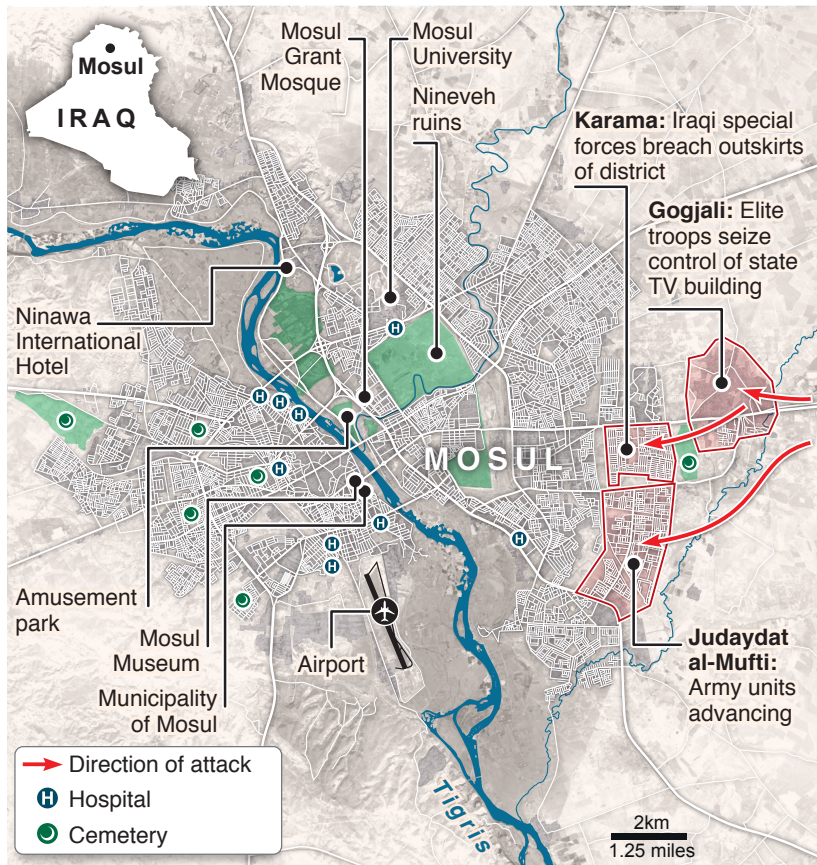 Mosul
IRAQ
Mosul
Grant
Mosque
Mosul
University
Nineveh
ruins
Karama: Iraqi special
forces breach outskirts
of district
Gogjali: Elite
troops seize
control of state
TV building
Ninawa
International
Hotel
H
H
H
H
H
H
H
H
H
H
MOSUL
Amusement
park
Mosul
Museum
Municipality
of Mosul
Airport
Judaydat
al-Mufti:
Army units
advancing
Direction of attack
H Hospital
Cemetery
Tigris
2km
1.25 miles